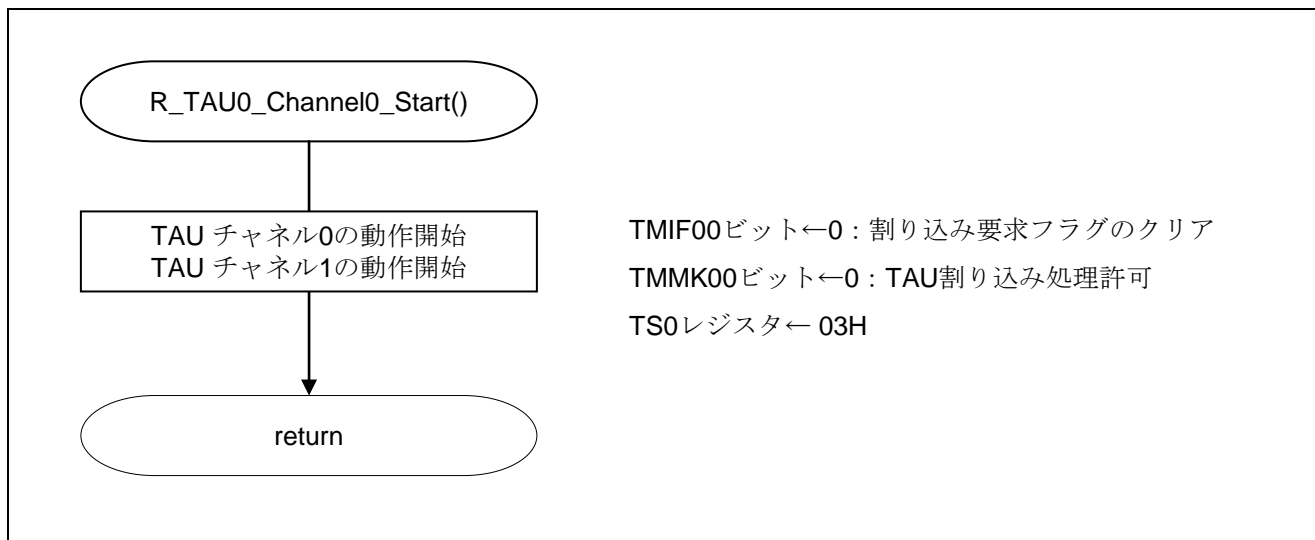 R_TAU0_Channel0_Start()
TAU チャネル0の動作開始
TAU チャネル1の動作開始
TMIF00ビット←0：割り込み要求フラグのクリア
TMMK00ビット←0：TAU割り込み処理許可
TS0レジスタ← 03H
return